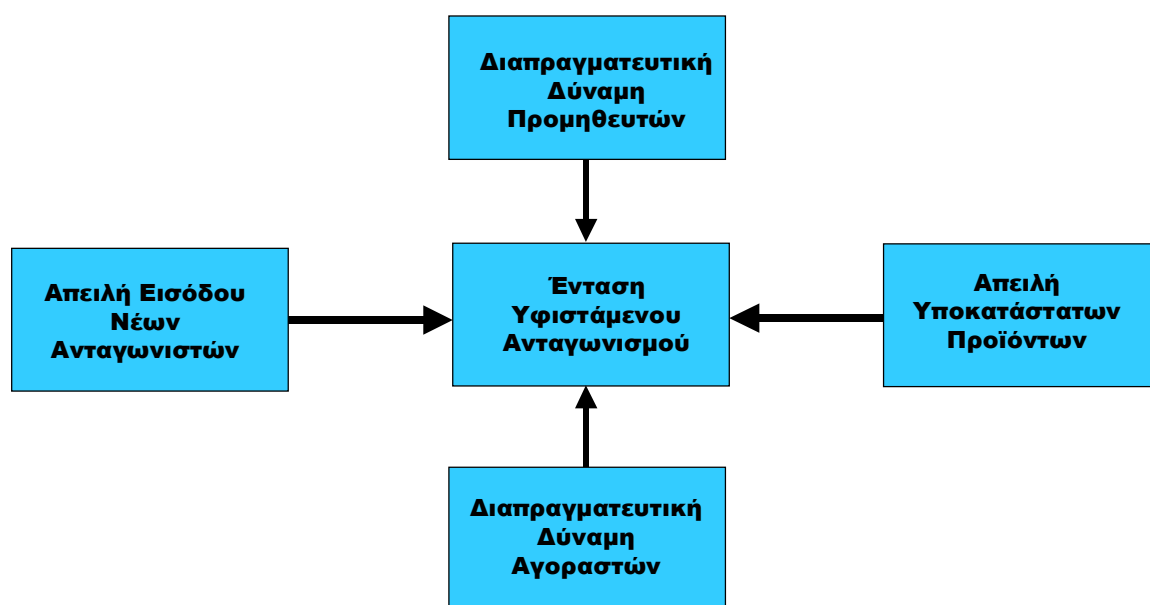 Διαπραγματευτική
Δύναμη
Προμηθευτών
Απειλή Εισόδου
Νέων
Ανταγωνιστών
Ένταση
Υφιστάμενου
Ανταγωνισμού
Απειλή
Υποκατάστατων
Προϊόντων
Διαπραγματευτική
Δύναμη
Αγοραστών